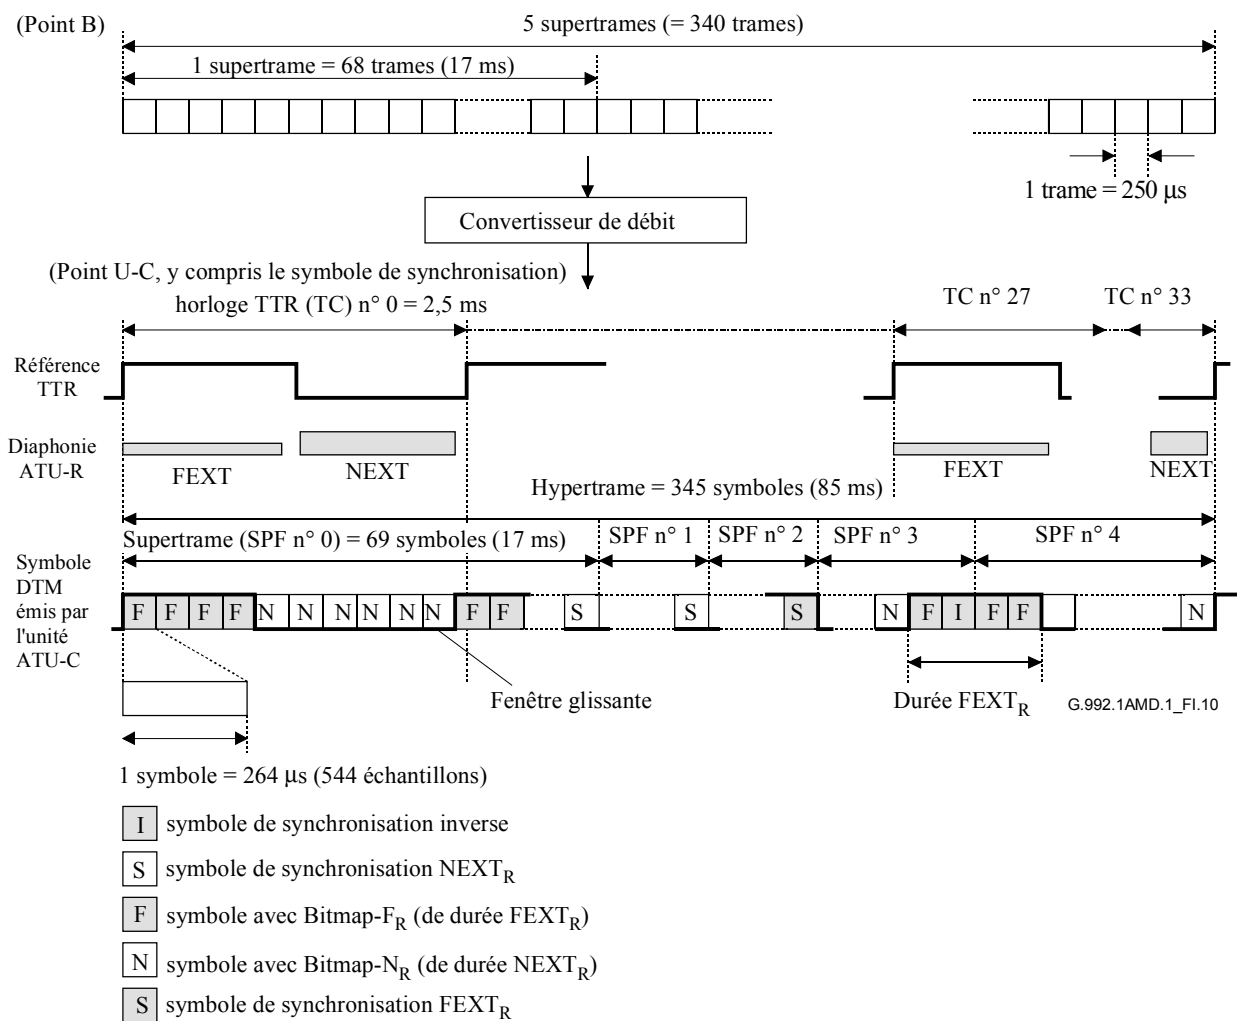 (Point B)
5 supertrames (= 340 trames)
1 supertrame = 68 trames (17 ms)
1 trame = 250 µs
Convertisseur de débit
(Point U-C, y compris le symbole de synchronisation)
horloge TTR (TC) n° 0 = 2,5 ms
TC n° 27
TC n° 33
Référence
TTR
Diaphonie
ATU-R
FEXT
NEXT
FEXT
NEXT
Hypertrame = 345 symboles (85 ms)
Supertrame (SPF n° 0) = 69 symboles (17 ms)
SPF n° 1
SPF n° 2
SPF n° 3
SPF n° 4
Symbole
DTM
émis par
l'unité
ATU-C
F F F F N N N N N N F F S S S N F I F F N
Fenêtre glissante
Durée FEXTR
G.992.1AMD.1_FI.10
1 symbole = 264 µs (544 échantillons)
I symbole de synchronisation inverse
S symbole de synchronisation NEXTR
F symbole avec Bitmap-FR (de durée FEXTR)
N symbole avec Bitmap-NR (de durée NEXTR)
S symbole de synchronisation FEXTR